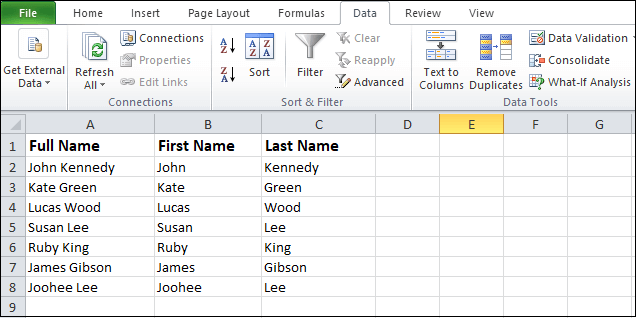 File Home Insert Page Layout Formulas Data Review View
Get External Data
Refresh All
Connections
Properties
Edit Links
Connections
Sort
Filter
Clear
Reapply
Advanced
Sort & Filter
Text to Columns
Remove Duplicates
Data Validation
Consolidate
What-If Analysis
Data Tools
A B C D E F G
1 Full Name First Name Last Name
2 John Kennedy John Kennedy
3 Kate Green Kate Green
4 Lucas Wood Lucas Wood
5 Susan Lee Susan Lee
6 Ruby King Ruby King
7 James Gibson James Gibson
8 Joohee Lee Joohee Lee
9